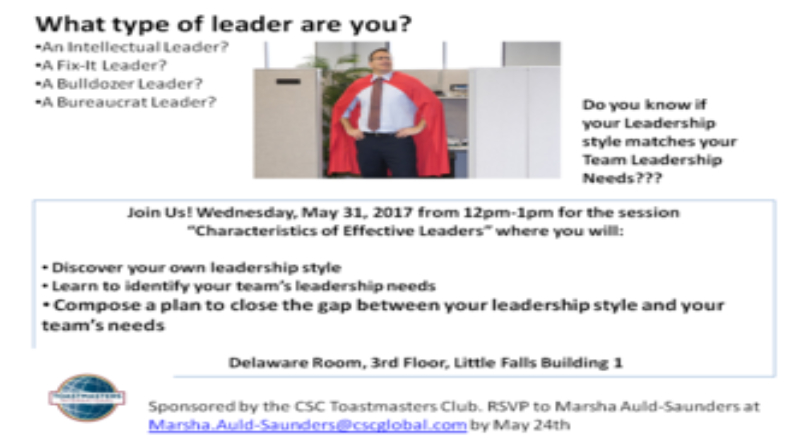 What type of leader are you?
•An Intellectual Leader?
•A Fix-It Leader?
•A Bulldozer Leader?
•A Bureaucrat Leader?
Do you know if
your Leadership
style matches your
Team Leadership
Needs???
Join Us! Wednesday, May 31, 2017 from 12pm-1pm for the session
“Characteristics of Effective Leaders” where you will:
• Discover your own leadership style
• Learn to identify your team’s leadership needs
• Compose a plan to close the gap between your leadership style and your
team’s needs
Delaware Room, 3rd Floor, Little Falls Building 1
TOASTMASTERS
Sponsored by the CSC Toastmasters Club. RSVP to Marsha Auld-Saunders at
Marsha.Auld-Saunders@cscglobal.com by May 24th